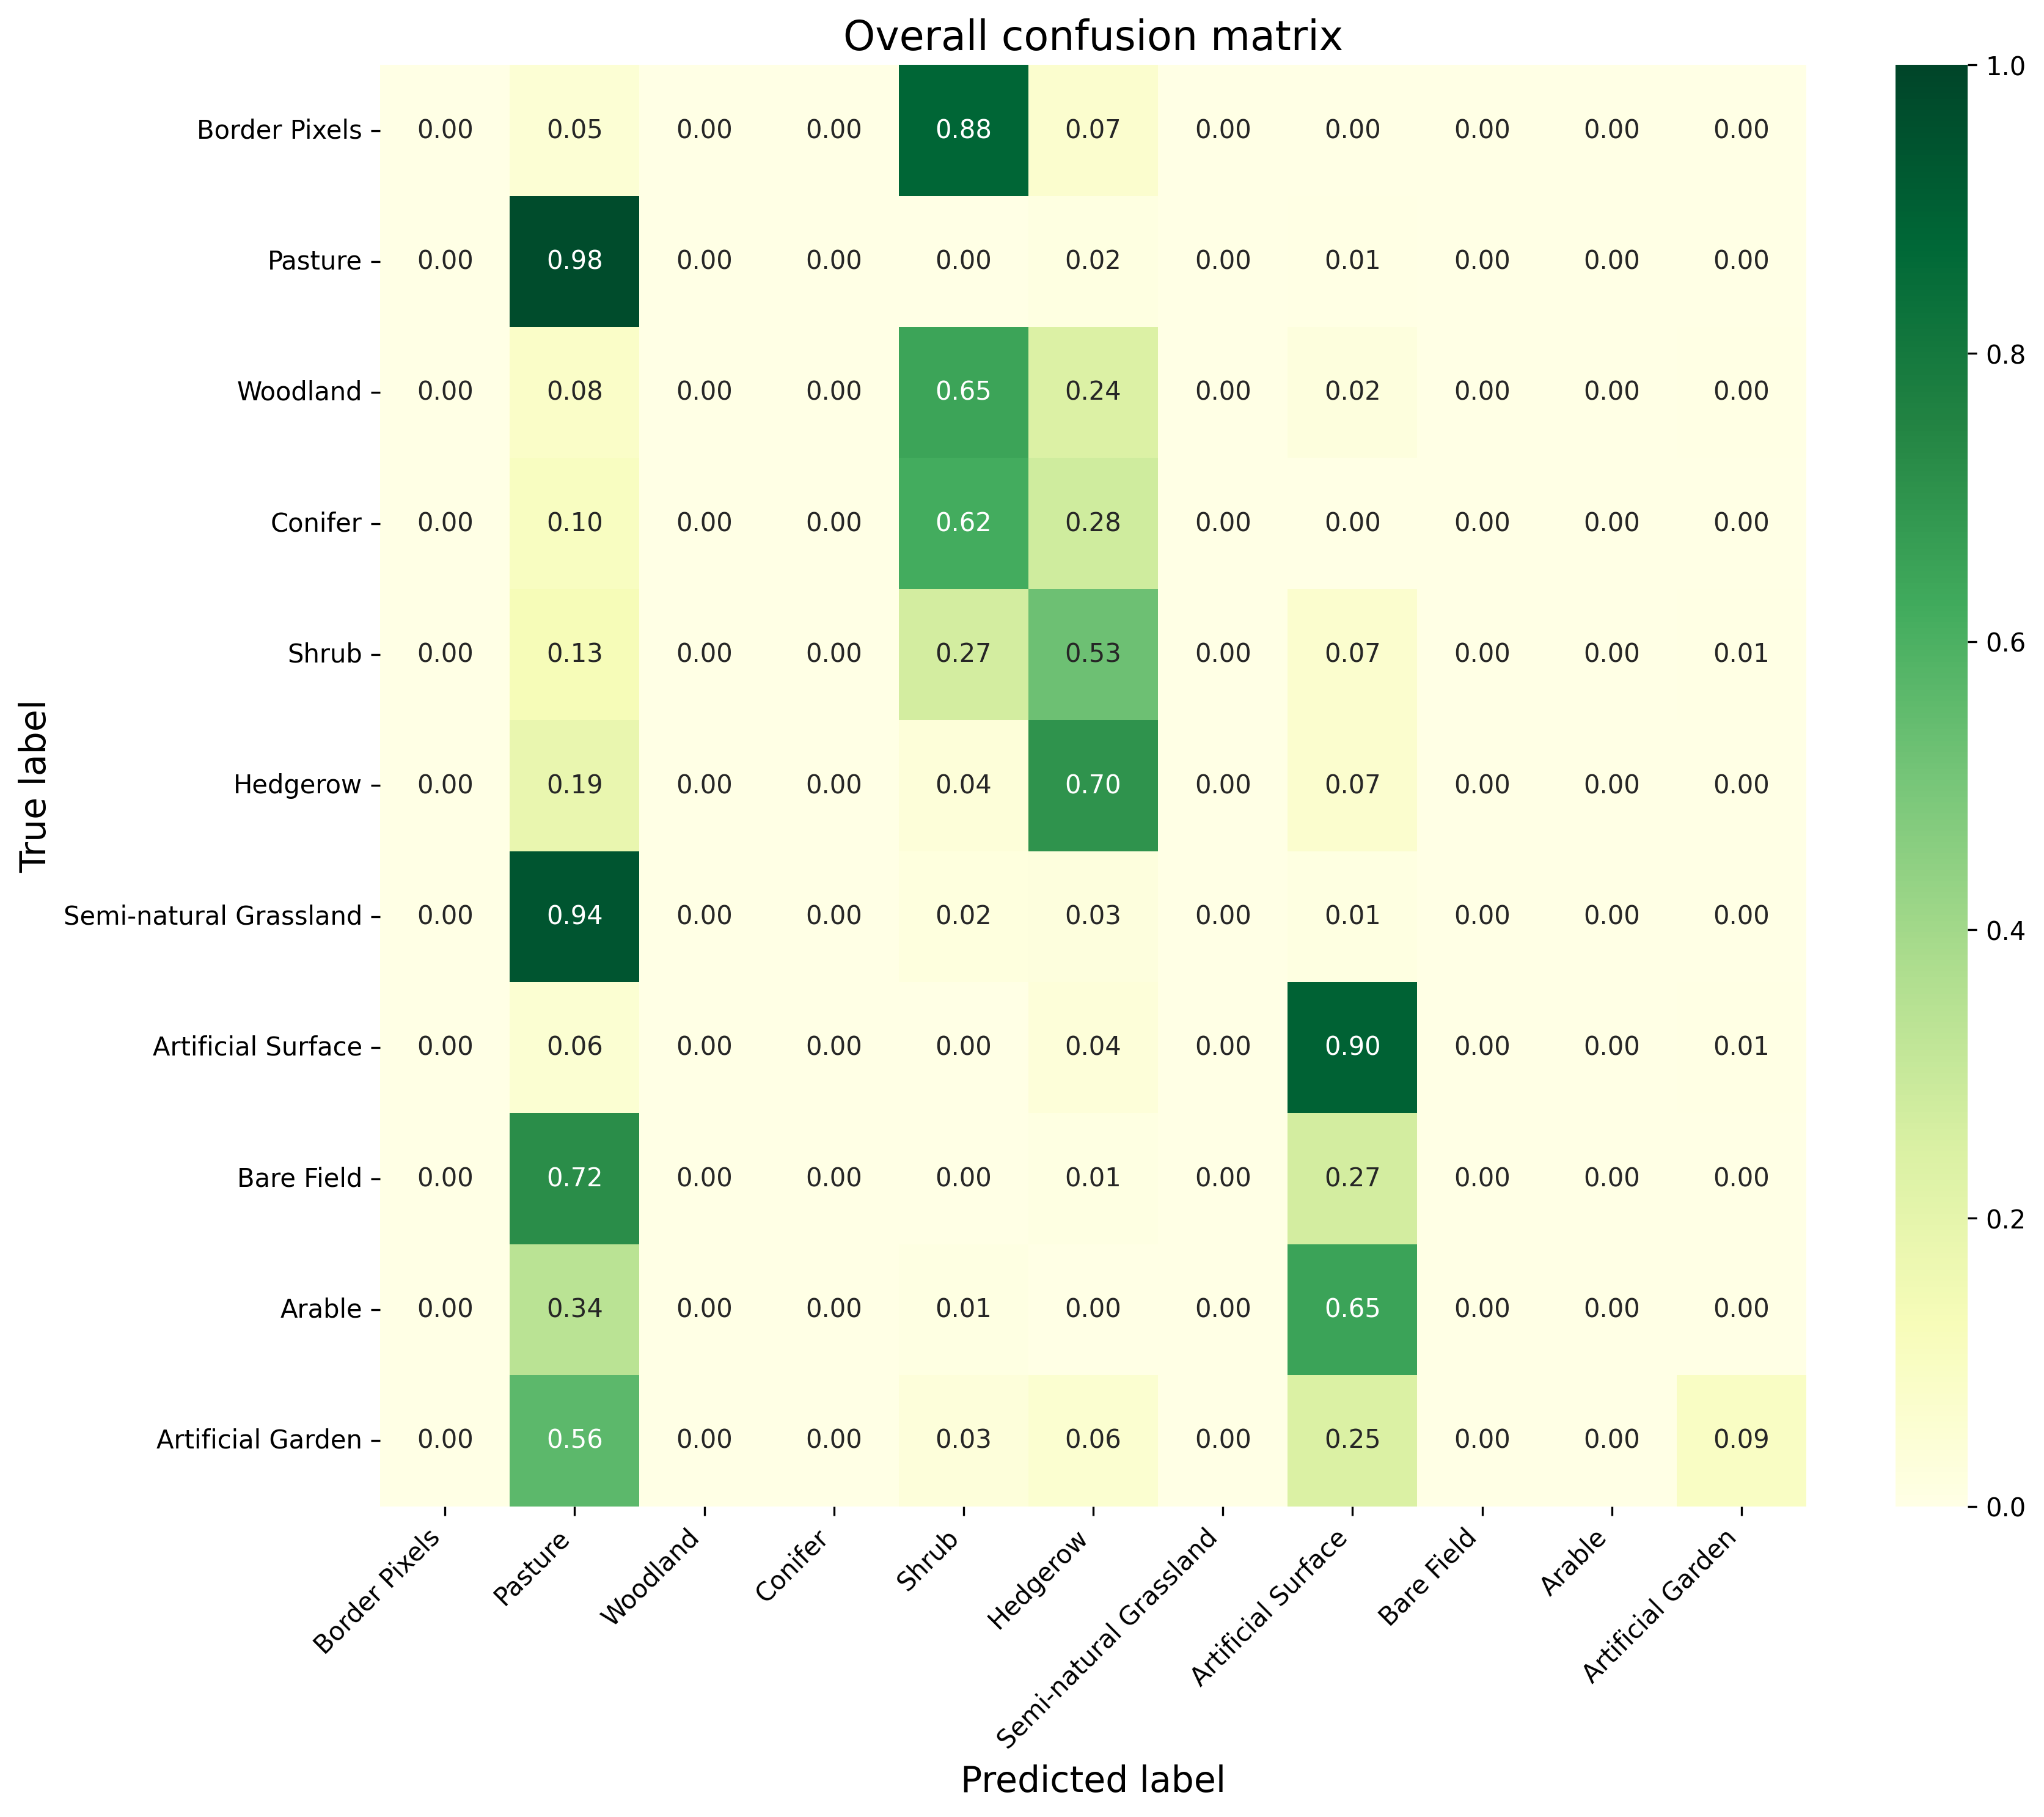 Overall confusion matrix
True label
Border Pixels 0.00 0.05 0.00 0.00 0.88 0.07 0.00 0.00 0.00 0.00 0.00
Pasture 0.00 0.98 0.00 0.00 0.00 0.02 0.00 0.01 0.00 0.00 0.00
Woodland 0.00 0.08 0.00 0.00 0.65 0.24 0.00 0.02 0.00 0.00 0.00
Conifer 0.00 0.10 0.00 0.00 0.62 0.28 0.00 0.00 0.00 0.00 0.00
Shrub 0.00 0.13 0.00 0.00 0.27 0.53 0.00 0.07 0.00 0.00 0.01
Hedgerow 0.00 0.19 0.00 0.00 0.04 0.70 0.00 0.07 0.00 0.00 0.00
Semi-natural Grassland 0.00 0.94 0.00 0.00 0.02 0.03 0.00 0.01 0.00 0.00 0.00
Artificial Surface 0.00 0.06 0.00 0.00 0.00 0.04 0.00 0.90 0.00 0.00 0.01
Bare Field 0.00 0.72 0.00 0.00 0.00 0.01 0.00 0.27 0.00 0.00 0.00
Arable 0.00 0.34 0.00 0.00 0.01 0.00 0.00 0.65 0.00 0.00 0.00
Artificial Garden 0.00 0.56 0.00 0.00 0.03 0.06 0.00 0.25 0.00 0.00 0.09
Border Pixels
Pasture
Woodland
Conifer
Shrub
Hedgerow
Semi-natural Grassland
Artificial Surface
Bare Field
Arable
Artificial Garden
Predicted label
1.0
0.8
0.6
0.4
0.2
0.0